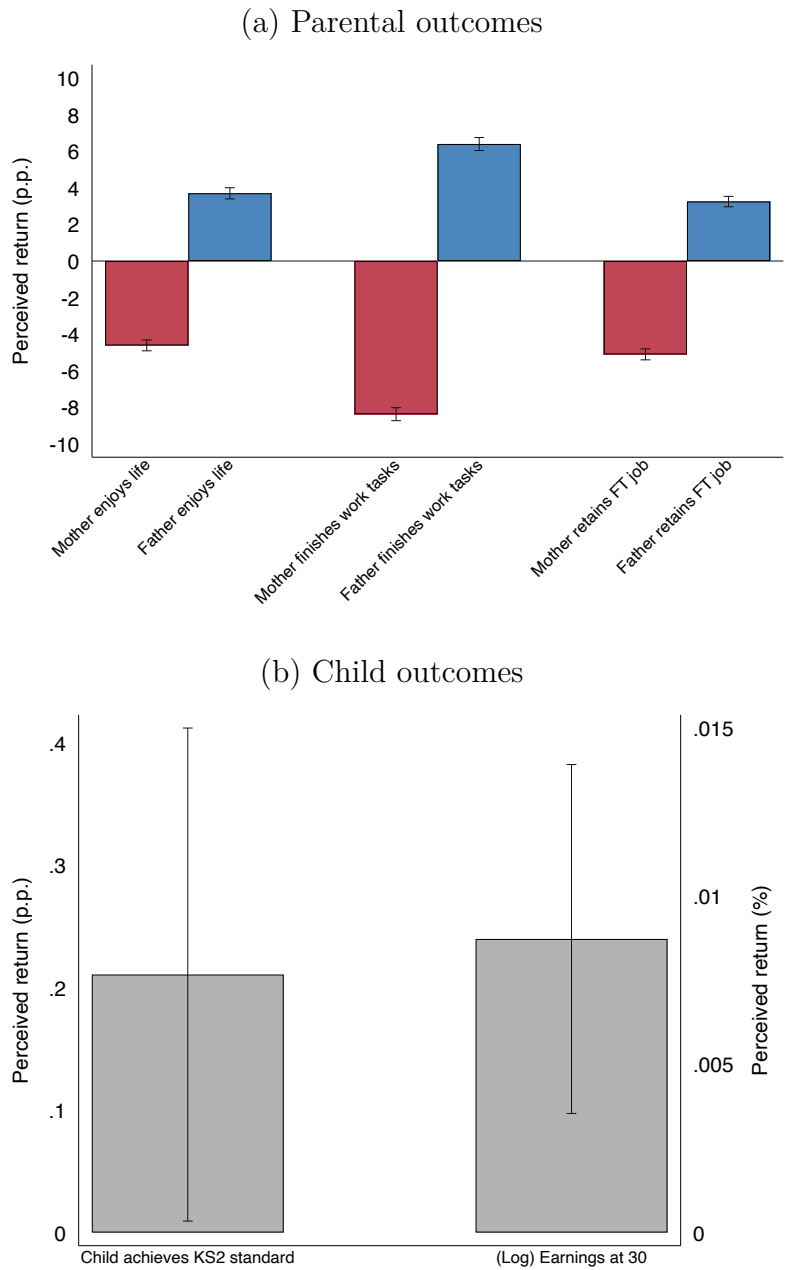 (a) Parental outcomes
Perceived return (p.p.)
10
8
6
4
2
0
-2
-4
-6
-8
-10
Mother enjoys life
Father enjoys life
Mother finishes work tasks
Father finishes work tasks
Mother retains FT job
Father retains FT job
(b) Child outcomes
Perceived return (p.p.)
.4
.3
.2
.1
0
.015
.01
.005
0
Perceived return (%)
Child achieves KS2 standard
(Log) Earnings at 30